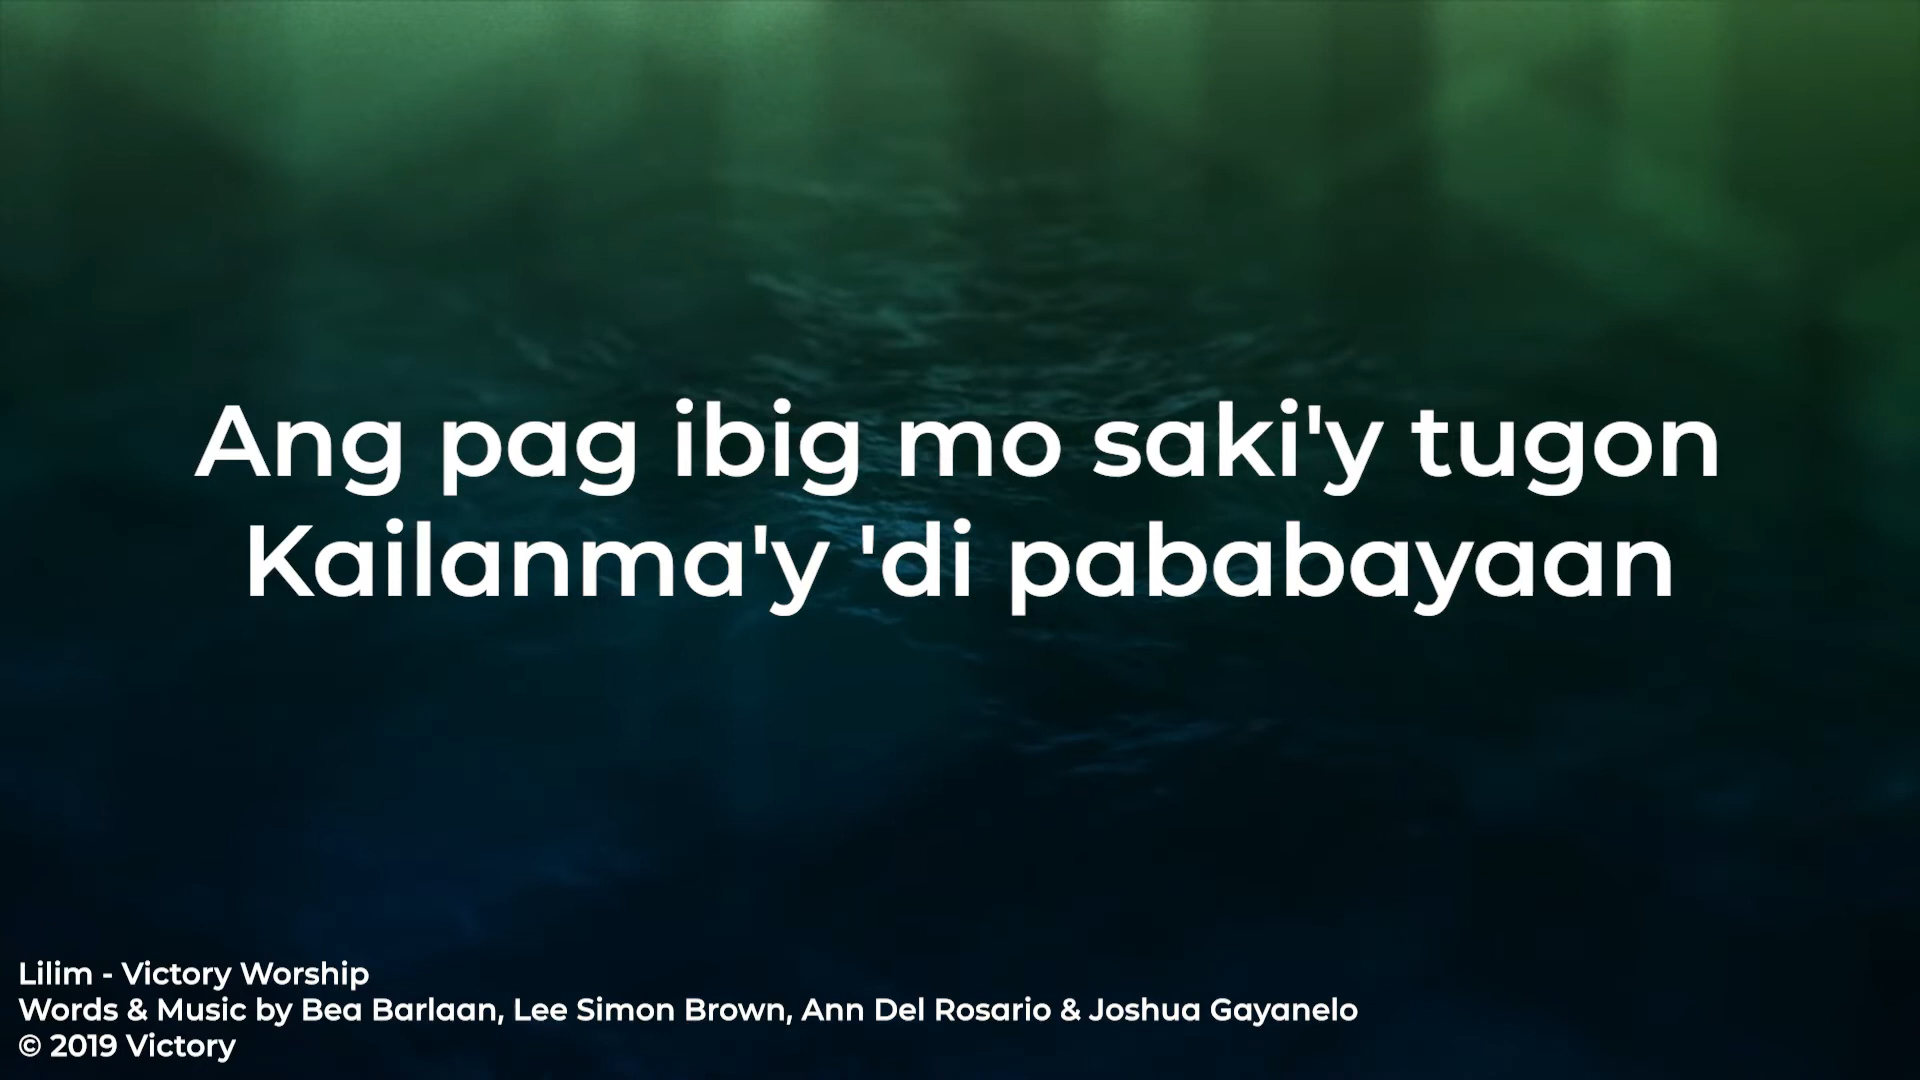 Ang pag ibig mo saki'y tugon
Kailanma'y 'di pababayaan
Lilim - Victory Worship
Words & Music by Bea Barlaan, Lee Simon Brown, Ann Del Rosario & Joshua Gayanelo
© 2019 Victory